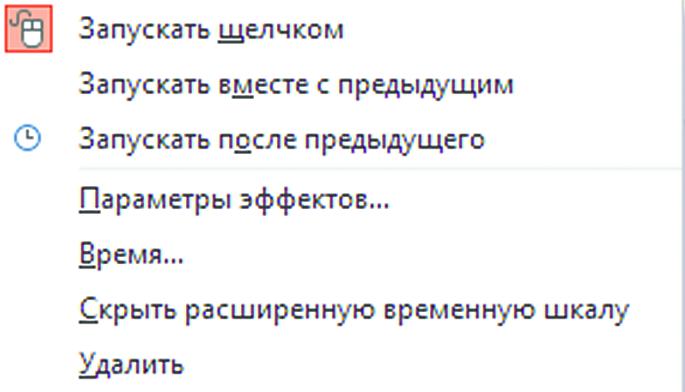 Запускать щелчком
Запускать вместе с предыдущим
Запускать после предыдущего
Параметры эффектов...
Время...
Скрыть расширенную временную шкалу
Удалить